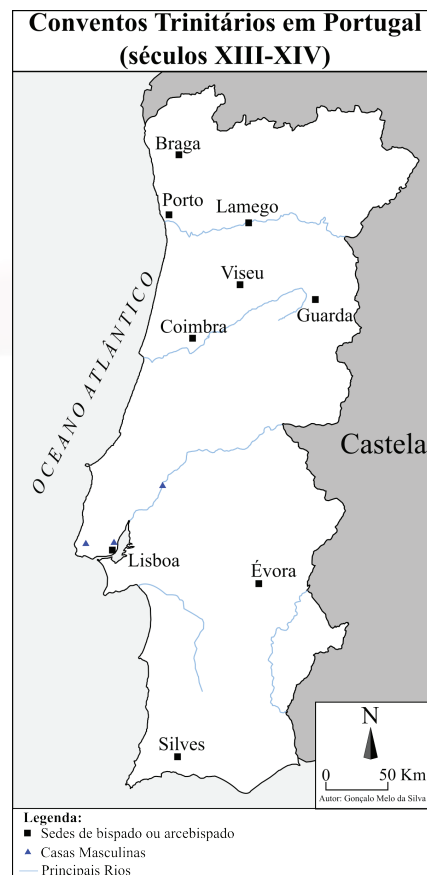 Conventos Trinitários em Portugal
(séculos XIII-XIV)
Braga
Porto
Lamego
Viseu
Guarda
Coimbra
OCEANO ATLÂNTICO
Castela
Lisboa
Évora
Silves
N
0 50 Km
Autor: Gonçalo Melo da Silva
Legenda:
Sedes de bispado ou arcebispado
Casas Masculinas
Principais Rios